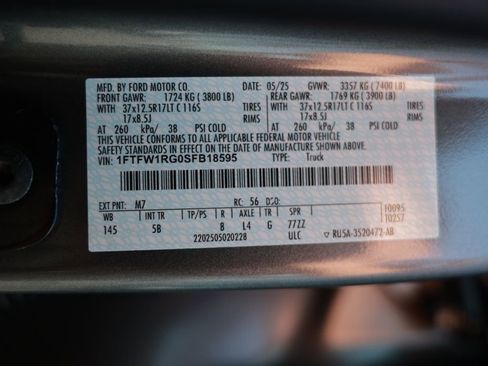 MFD. BY FORD MOTOR CO. DATE: 05/25 GVWR: 3357 KG ( 7400 LB)
FRONT GAWR: 1724 KG ( 3800 LB) REAR GAWR: 1769 KG ( 3900 LB)
WITH 37x12.5R17LT C 116S TIRES WITH 37x12.5R17LT C 116S TIRES
17x8.5J RIMS 17x8.5J RIMS
AT 260 kPa/ 38 PSI COLD AT 260 kPa/ 38 PSI COLD
THIS VEHICLE CONFORMS TO ALL APPLICABLE FEDERAL MOTOR VEHICLE
SAFETY STANDARDS IN EFFECT ON THE DATE OF MANUFACTURE SHOWN ABOVE.
VIN: 1FTFW1RG0SFB18595 TYPE: Truck
EXT PNT: M7 RC: 56 DSO:
WB INT TR TP/PS R AXLE TR SPR 10095
145 5B 8 L4 G 77ZZ 10257
2202505020228 ULC ▽ RU5A-3520472-AB